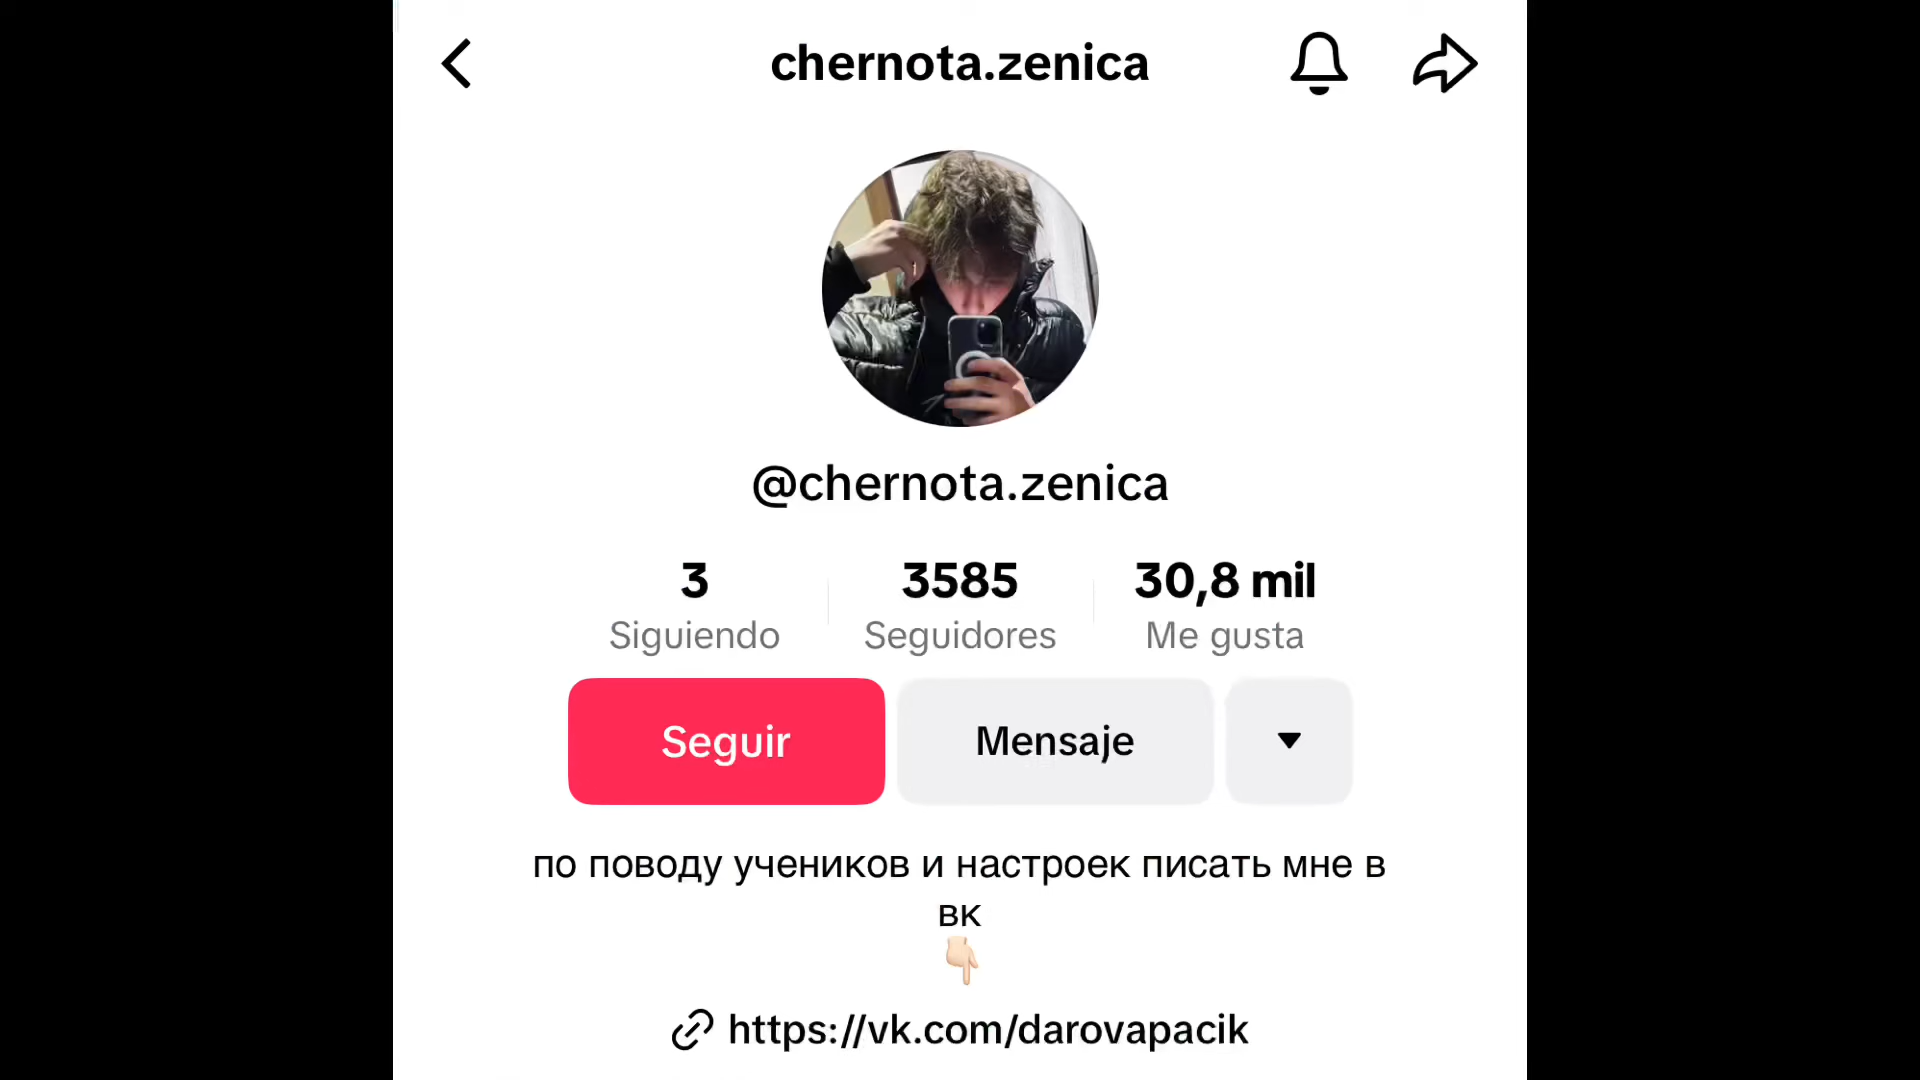 chernota.zenica
@chernota.zenica
3 3585 30,8 mil
Siguiendo Seguidores Me gusta
Seguir Mensaje
по поводу учеников и настроек писать мне в
вк
https://vk.com/darovapacik